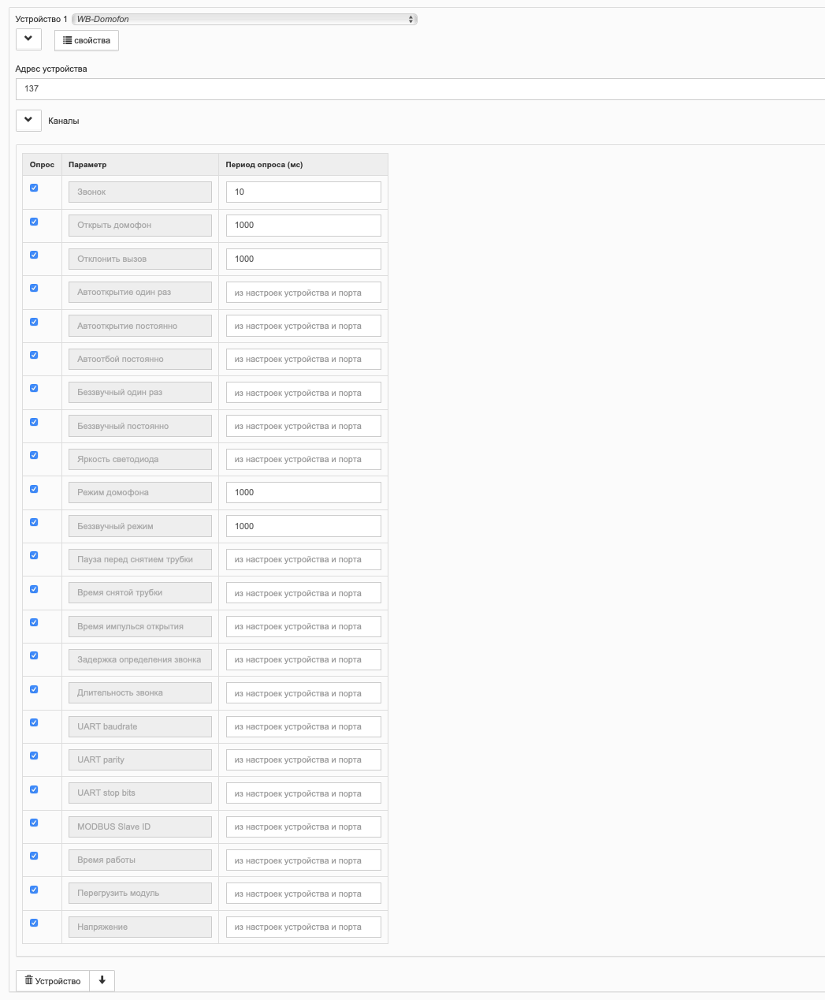 Устройство 1 WB-Domofon
свойства
Адрес устройства
137
Каналы
Опрос Параметр Период опроса (мс)
Звонок 10
Открыть домофон 1000
Отклонить вызов 1000
Автооткрытие один раз из настроек устройства и порта
Автооткрытие постоянно из настроек устройства и порта
Автоотбой постоянно из настроек устройства и порта
Беззвучный один раз из настроек устройства и порта
Беззвучный постоянно из настроек устройства и порта
Яркость светодиода из настроек устройства и порта
Режим домофона 1000
Беззвучный режим 1000
Пауза перед снятием трубки из настроек устройства и порта
Время снятой трубки из настроек устройства и порта
Время импулься открытия из настроек устройства и порта
Задержка определения звонка из настроек устройства и порта
Длительность звонка из настроек устройства и порта
UART baudrate из настроек устройства и порта
UART parity из настроек устройства и порта
UART stop bits из настроек устройства и порта
MODBUS Slave ID из настроек устройства и порта
Время работы из настроек устройства и порта
Перегрузить модуль из настроек устройства и порта
Напряжение из настроек устройства и порта
Устройство